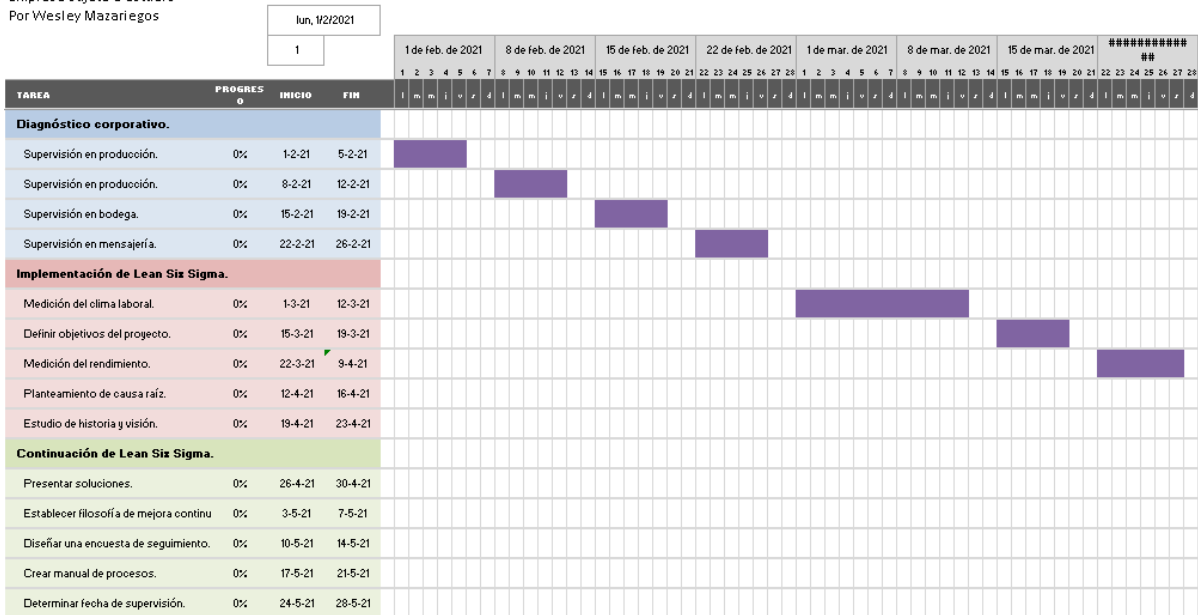 Por Wesley Mazariegos
lun, 1/2/2021
1
1 de feb. de 2021 8 de feb. de 2021 15 de feb. de 2021 22 de feb. de 2021 1 de mar. de 2021 8 de mar. de 2021 15 de mar. de 2021 ###########
##
1 2 3 4 5 6 7 8 9 10 11 12 13 14 15 16 17 18 19 20 21 22 23 24 25 26 27 28 1 2 3 4 5 6 7 8 9 10 11 12 13 14 15 16 17 18 19 20 21 22 23 24 25 26 27 28
TAREA PROGRES
O INICIO FIN l m m j v s d l m m j v s d l m m j v s d l m m j v s d l m m j v s d l m m j v s d l m m j v s d l m m j v s d
Diagnóstico corporativo.
Supervisión en producción. 0% 1-2-21 5-2-21
Supervisión en producción. 0% 8-2-21 12-2-21
Supervisión en bodega. 0% 15-2-21 19-2-21
Supervisión en mensajería. 0% 22-2-21 26-2-21
Implementación de Lean Six Sigma.
Medición del clima laboral. 0% 1-3-21 12-3-21
Definir objetivos del proyecto. 0% 15-3-21 19-3-21
Medición del rendimiento. 0% 22-3-21 9-4-21
Planteamiento de causa raíz. 0% 12-4-21 16-4-21
Estudio de historia y visión. 0% 19-4-21 23-4-21
Continuación de Lean Six Sigma.
Presentar soluciones. 0% 26-4-21 30-4-21
Establecer filosofía de mejora continu 0% 3-5-21 7-5-21
Diseñar una encuesta de seguimiento. 0% 10-5-21 14-5-21
Crear manual de procesos. 0% 17-5-21 21-5-21
Determinar fecha de supervisión. 0% 24-5-21 28-5-21